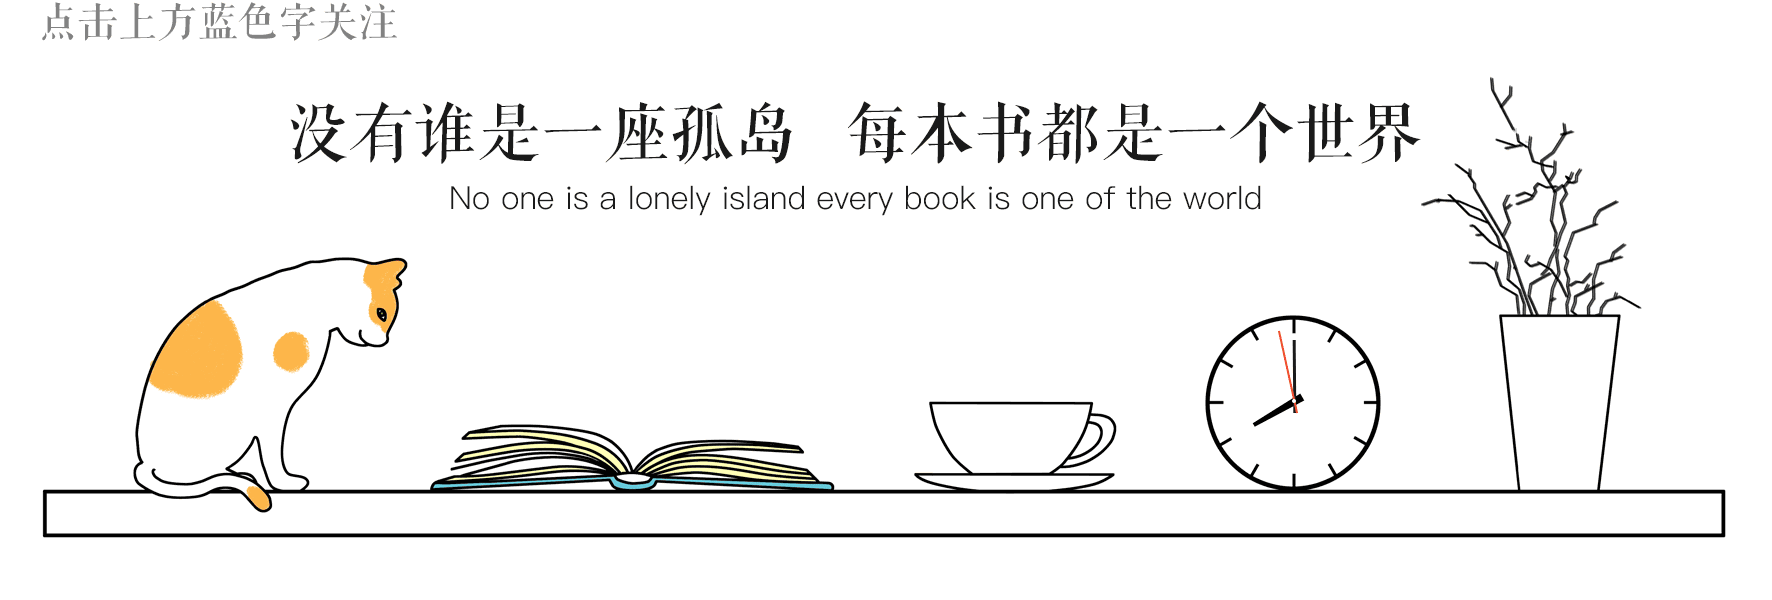 点击上方蓝色字关注
没有谁是一座孤岛 每本书都是一个世界
No one is a lonely island every book is one of the world